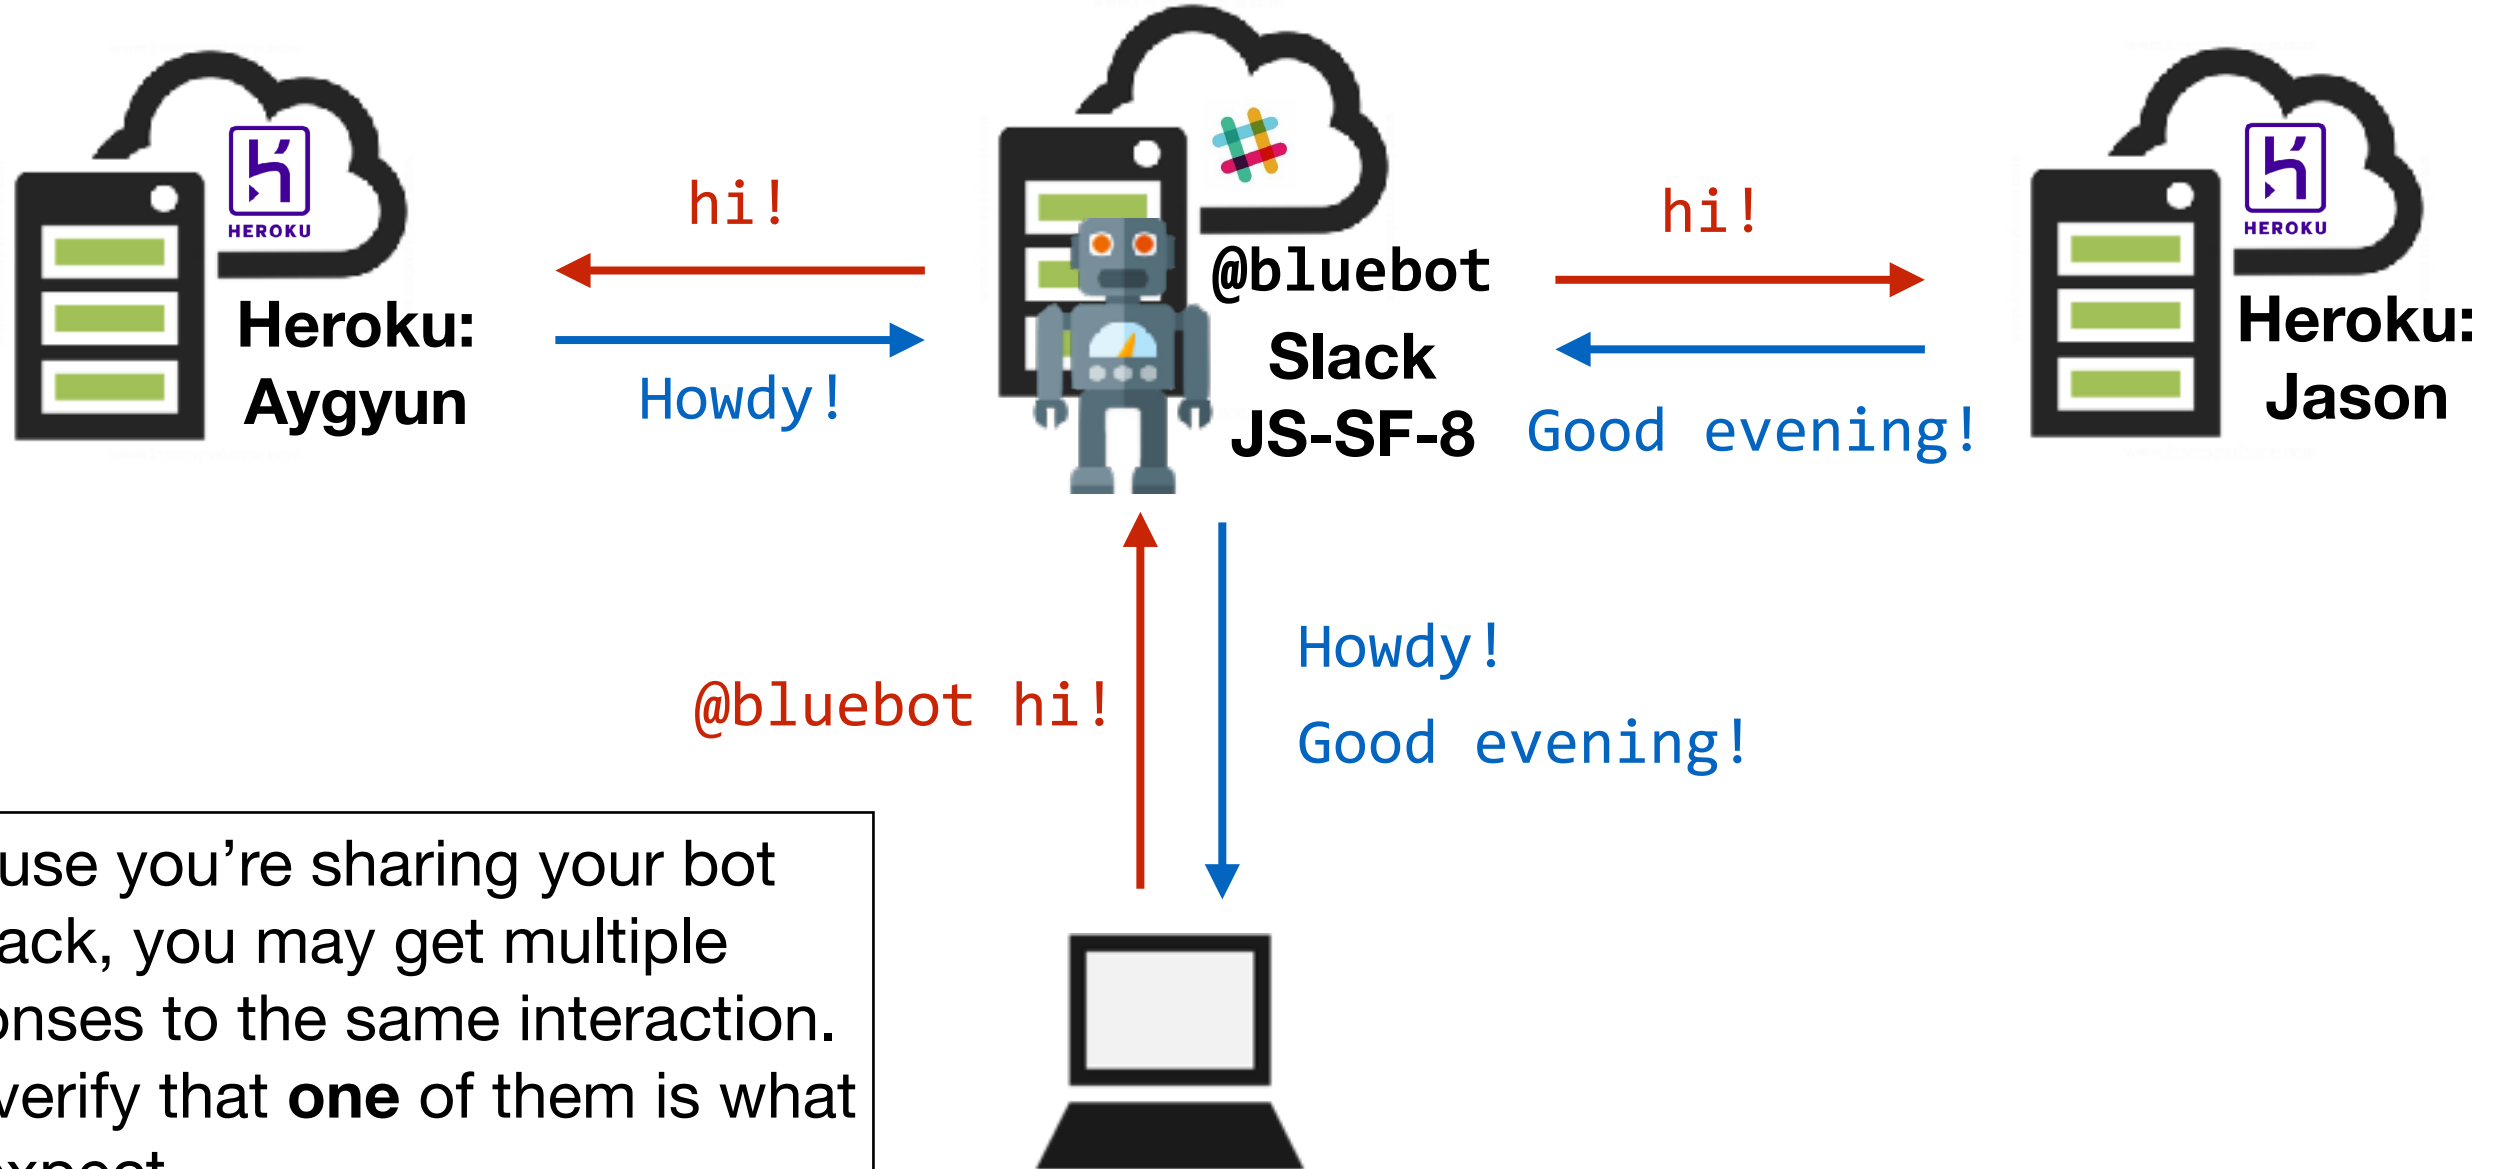 HEROKU
Heroku:
Aygyun
hi!
Howdy!
@bluebot
Slack
JS-SF-8
hi!
Good evening!
HEROKU
Heroku:
Jason
@bluebot hi!
Howdy!
Good evening!
use you’re sharing your bot
ack, you may get multiple
onses to the same interaction.
verify that one of them is what